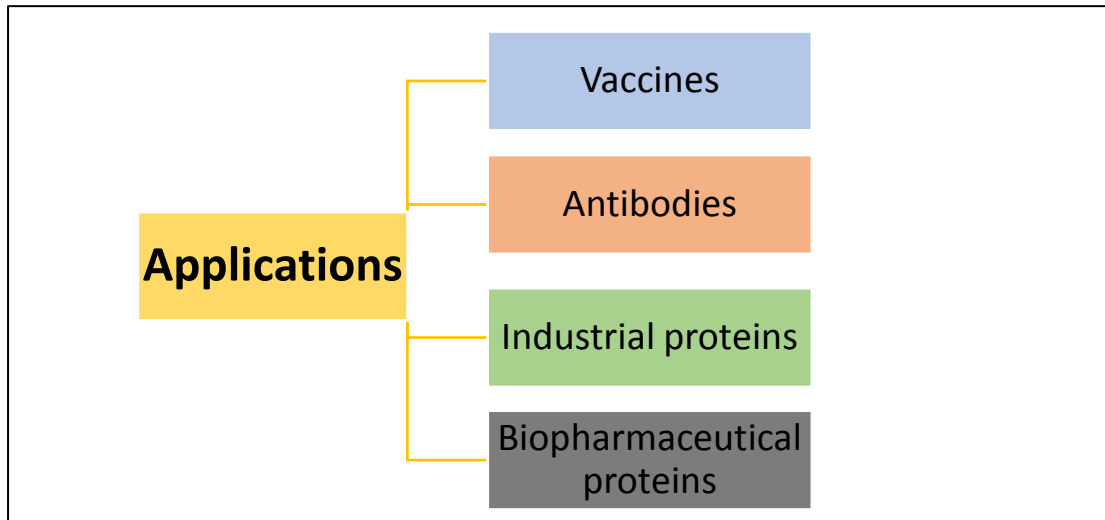 Applications
Vaccines
Antibodies
Industrial proteins
Biopharmaceutical
proteins